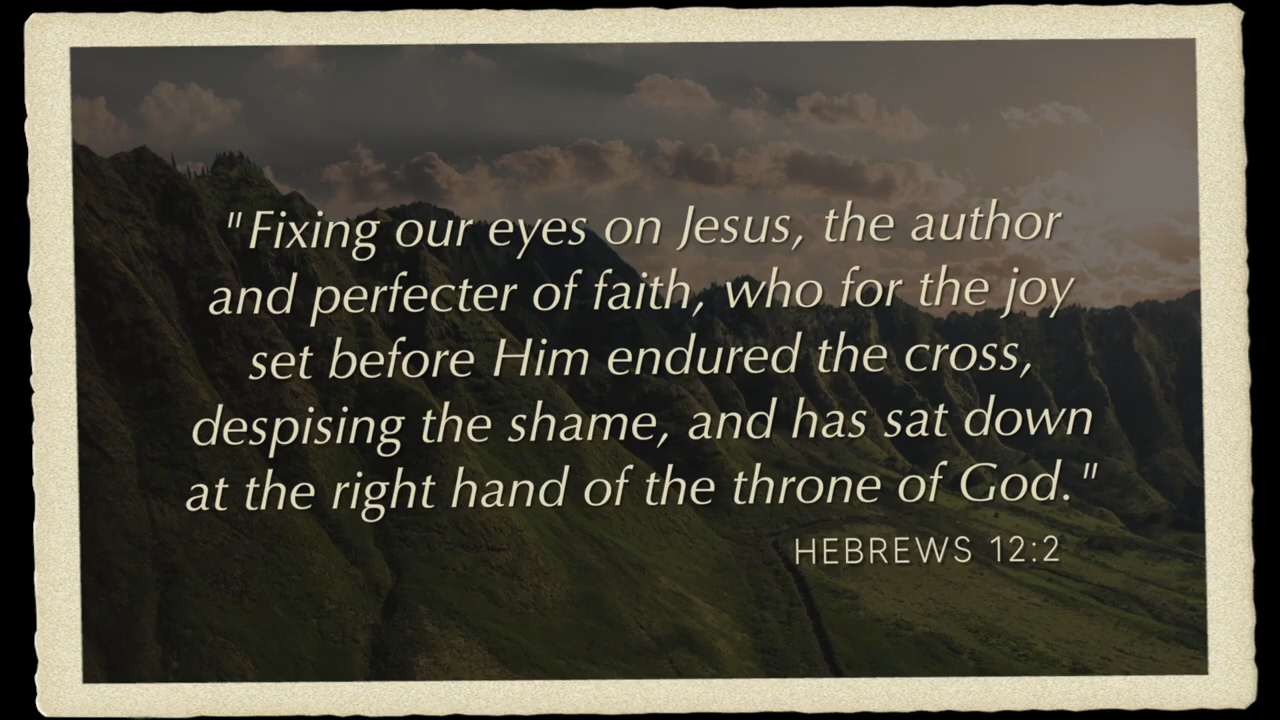 "Fixing our eyes on Jesus, the author
and perfecter of faith, who for the joy
set before Him endured the cross,
despising the shame, and has sat down
at the right hand of the throne of God."
HEBREWS 12:2